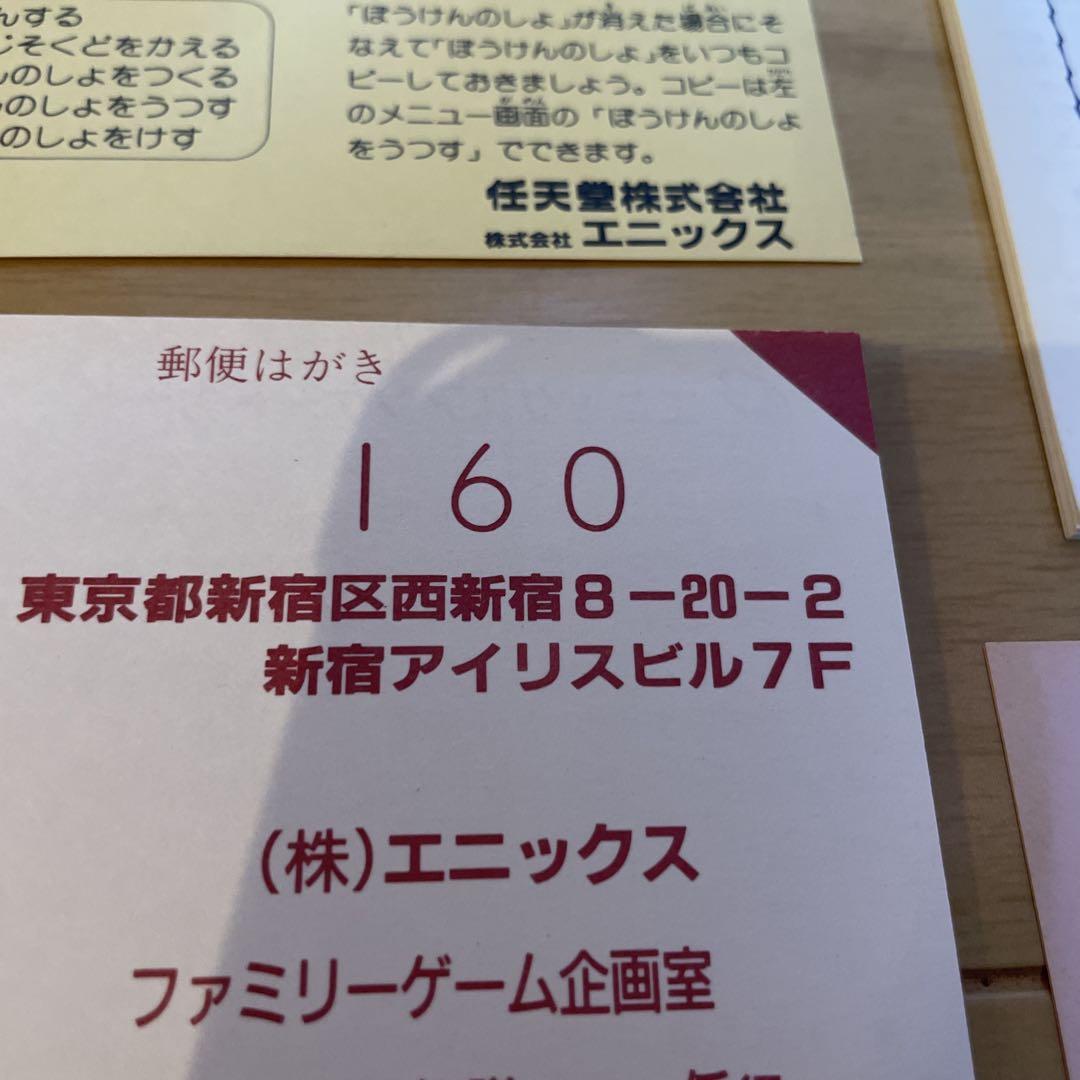 んする
じそくどをかえる
んのしょをつくる
のしょをうつす
のしょをけす
「ぼうけんのしょ」が消えた場合にそ
なえて「ぼうけんのしょ」をいつもコ
ピーしておきましょう。コピーは左
のメニュー画面の「ぼうけんのしょ
をうつす」でできます。
任天堂株式会社
株式会社 エニックス
郵便はがき
160
東京都新宿区西新宿8-20-2
新宿アイリスビル7F
(株)エニックス
ファミリーゲーム企画室